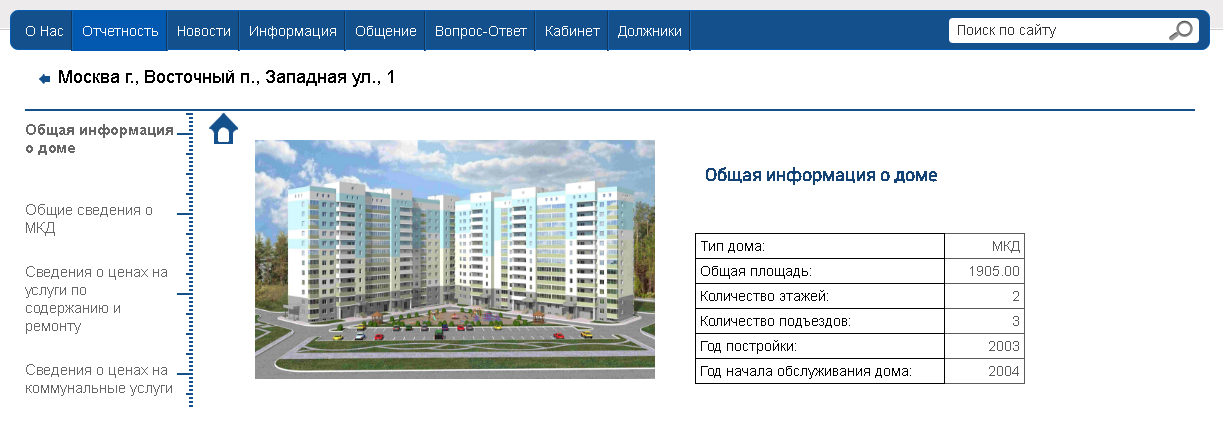 О Нас Отчетность Новости Информация Общение Вопрос-Ответ Кабинет Должники Поиск по сайту
Москва г., Восточный п., Западная ул., 1
Общая информация
о доме
Общие сведения о
МКД
Сведения о ценах на
услуги по
содержанию и
ремонту
Сведения о ценах на
коммунальные услуги
Общая информация о доме
Тип дома: МКД
Общая площадь: 1905.00
Количество этажей: 2
Количество подъездов: 3
Год постройки: 2003
Год начала обслуживания дома: 2004